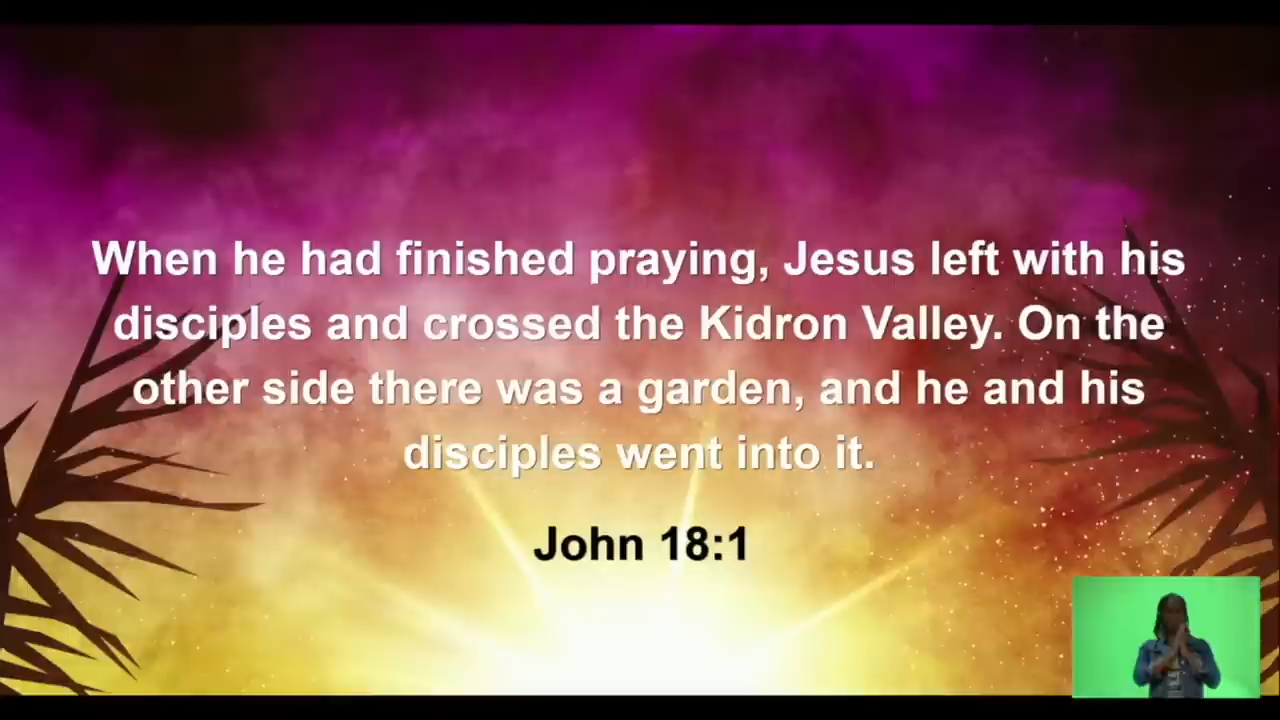 When he had finished praying, Jesus left with his
disciples and crossed the Kidron Valley. On the
other side there was a garden, and he and his
disciples went into it.
John 18:1